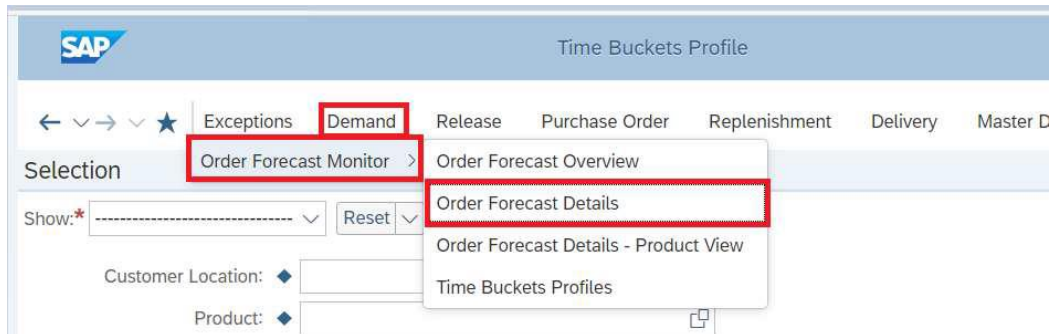 SAP
Time Buckets Profile
Exceptions Demand Release Purchase Order Replenishment Delivery Master D
Order Forecast Monitor > Order Forecast Overview
Selection
Order Forecast Details
Show:* -------------------------------- Reset
Order Forecast Details - Product View
Customer Location:
Time Buckets Profiles
Product: